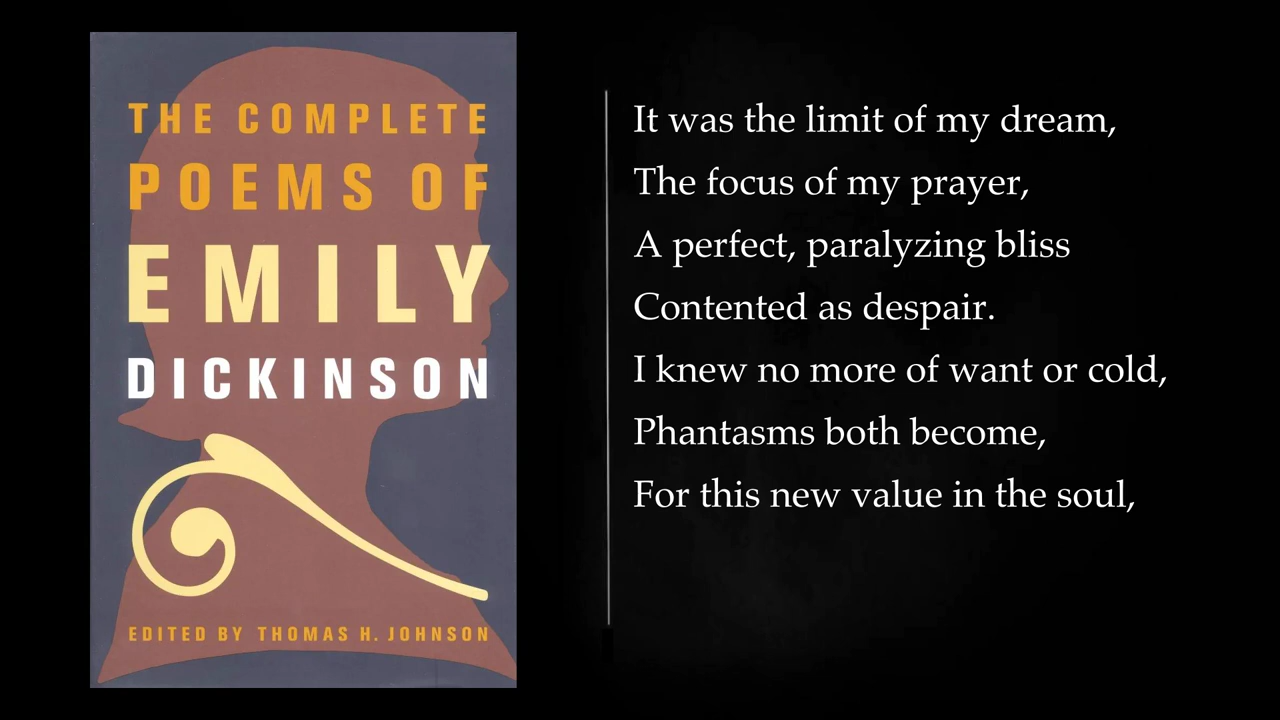 THE COMPLETE
POEMS OF
EMILY
DICKINSON
EDITED BY THOMAS H. JOHNSON
It was the limit of my dream,
The focus of my prayer,
A perfect, paralyzing bliss
Contented as despair.
I knew no more of want or cold,
Phantasms both become,
For this new value in the soul,